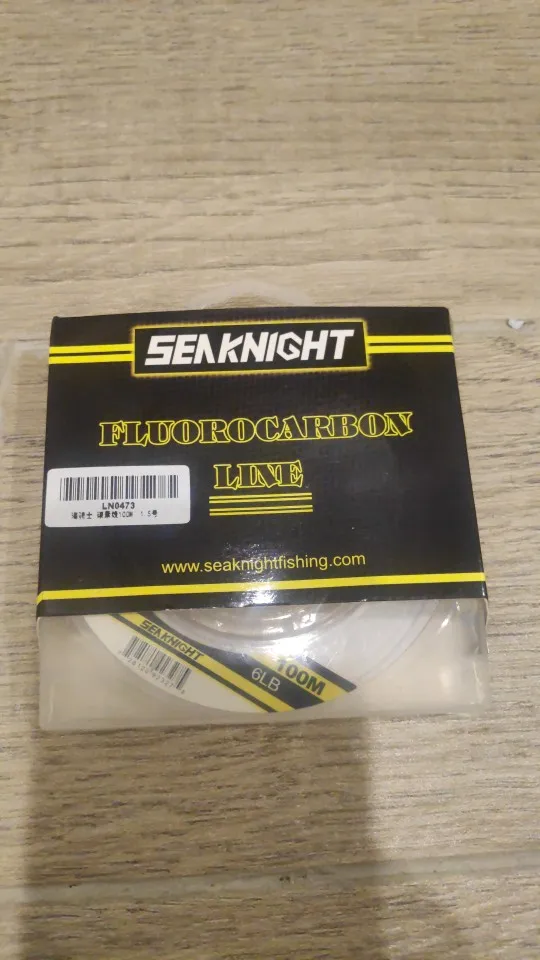 SEAKNIGHT
FLUOROCARBON
LINE
LN0473
海骑士 碳素线100M 1.5号
www.seaknightfishing.com
SEAKNIGHT
6LB
100M